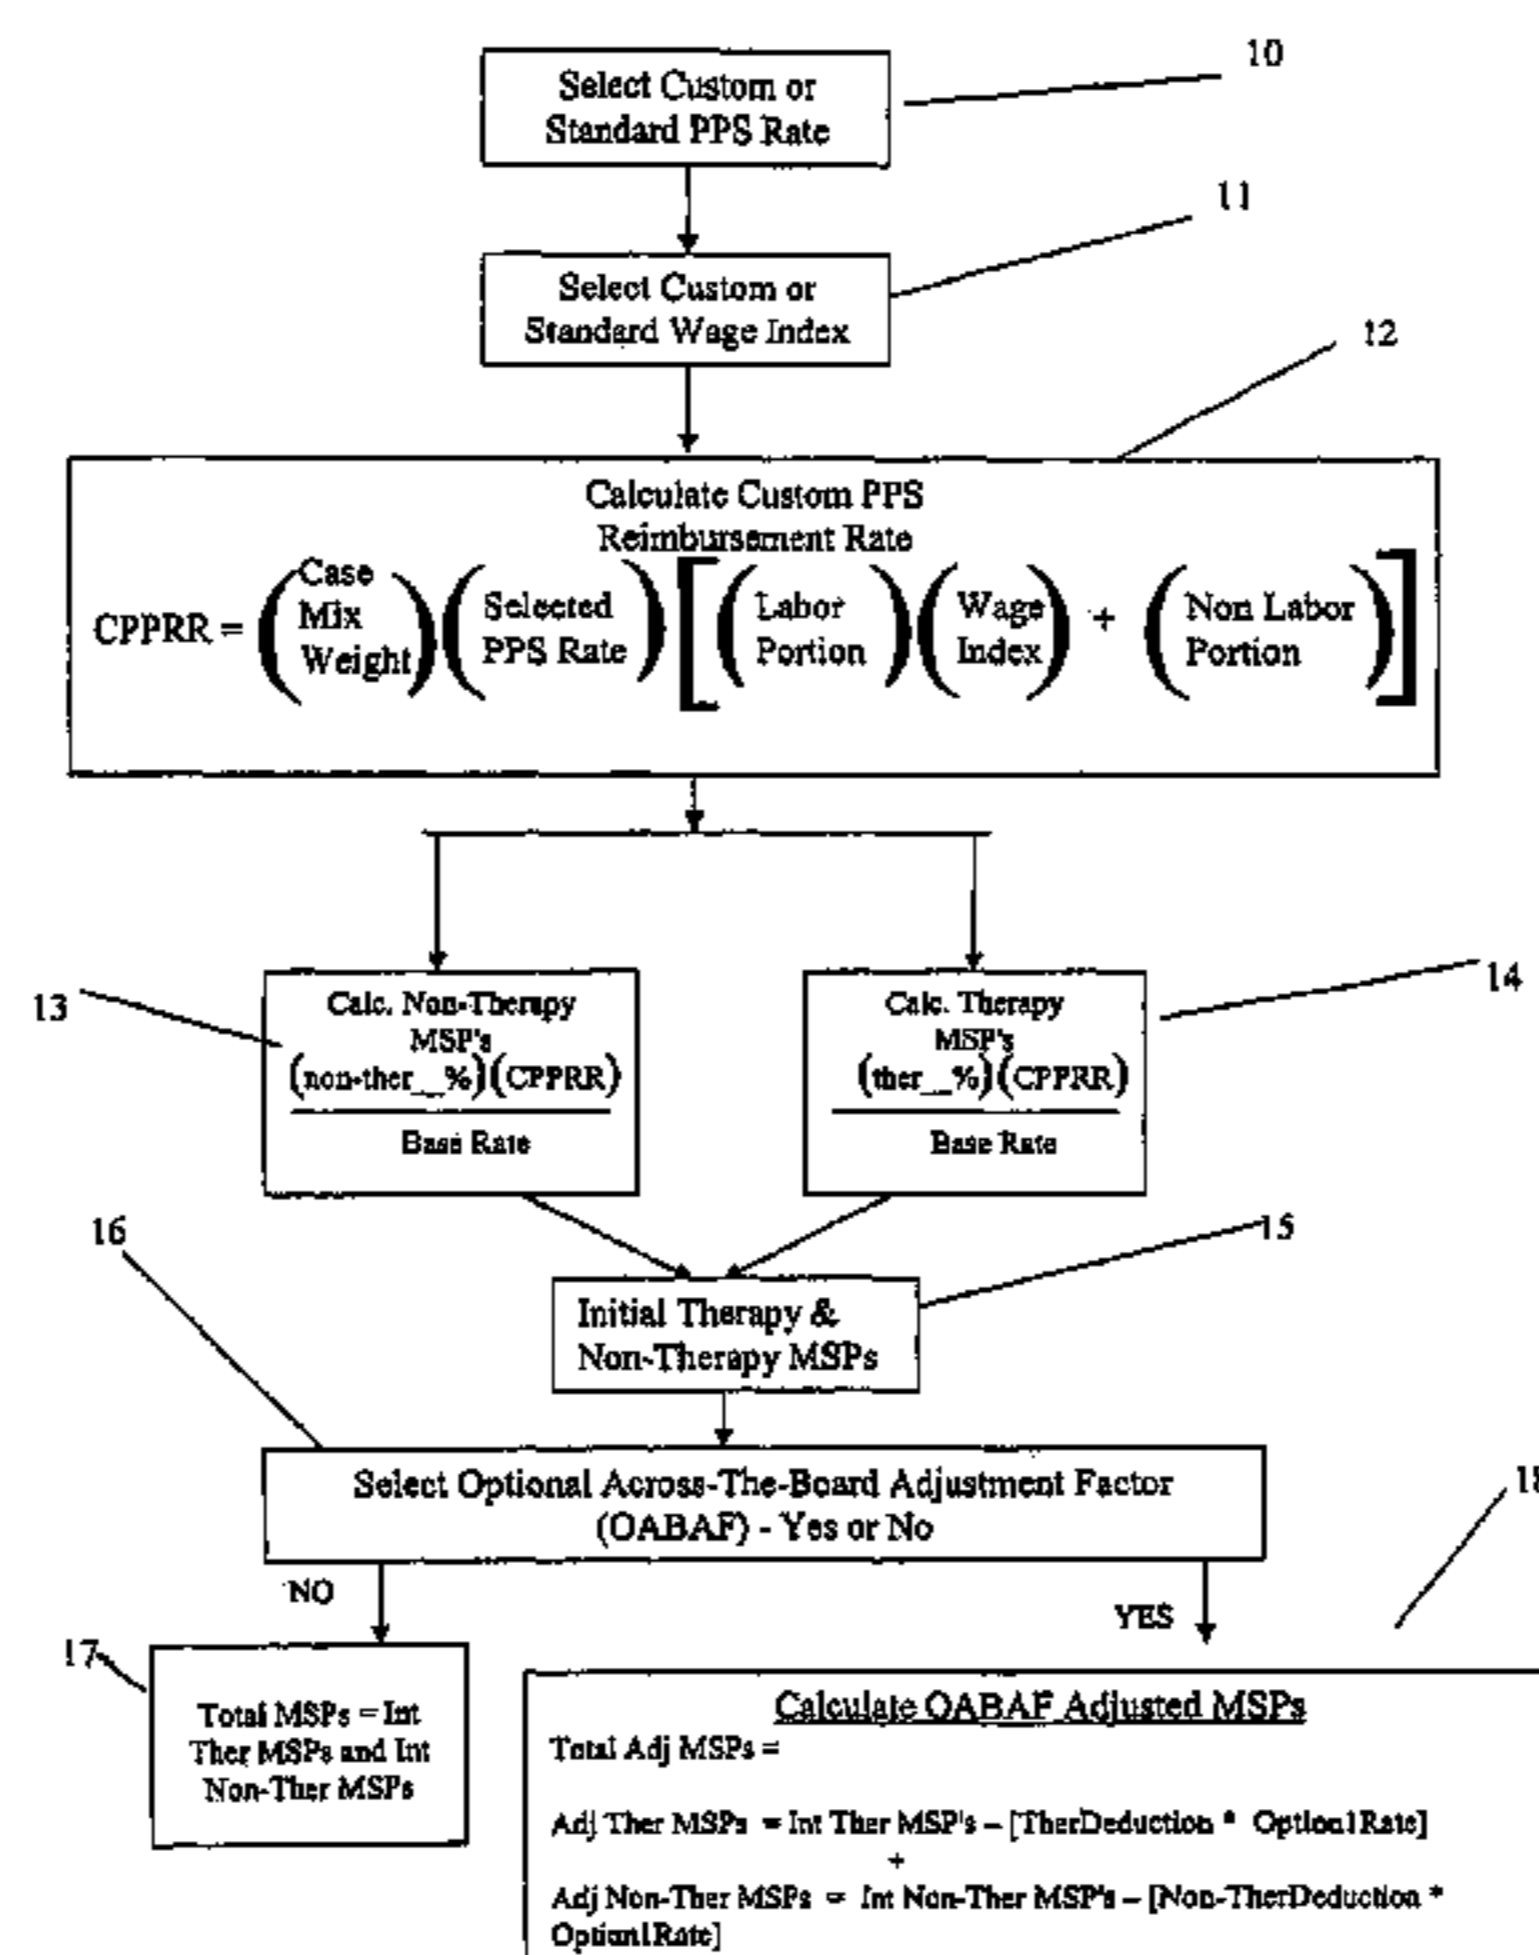 10
Select Custom or
Standard PPS Rate
11
Select Custom or
Standard Wage Index
12
Calculate Custom PPS
Reimbursement Rate
CPPRR = (Case Mix Weight) (Selected PPS Rate) [(Labor Portion) (Wage Index) + (Non Labor Portion)]
13
Calc. Non-Therapy
MSP's
(non-ther__%)(CPPRR)
Base Rate
14
Calc. Therapy
MSP's
(ther__%)(CPPRR)
Base Rate
15
Initial Therapy &
Non-Therapy MSPs
16
Select Optional Across-The-Board Adjustment Factor
(OABAF) - Yes or No
NO
YES
17
Total MSPs = Int
Ther MSPs and Int
Non-Ther MSPs
18
Calculate OABAF Adjusted MSPs
Total Adj MSPs =
Adj Ther MSPs = Int Ther MSP's – [TherDeduction * Option1Rate]
+
Adj Non-Ther MSPs = Int Non-Ther MSP's – [Non-TherDeduction *
Option1Rate]